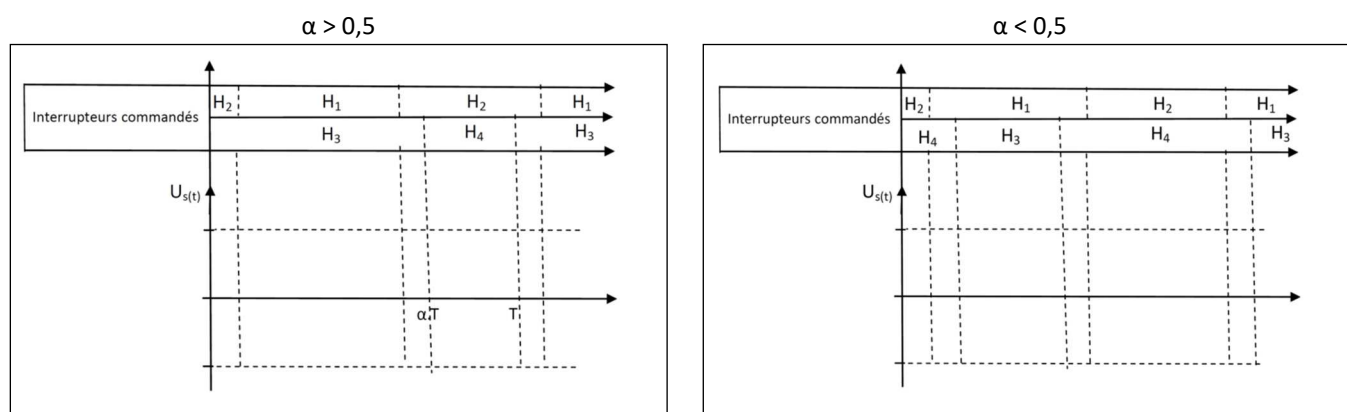 α > 0,5
Interrupteurs commandés
H₂ H₁ H₂ H₁
H₃ H₄ H₃
Us(t)
αT T
α < 0,5
Interrupteurs commandés
H₂ H₁ H₂ H₁
H₄ H₃ H₄ H₃
Us(t)